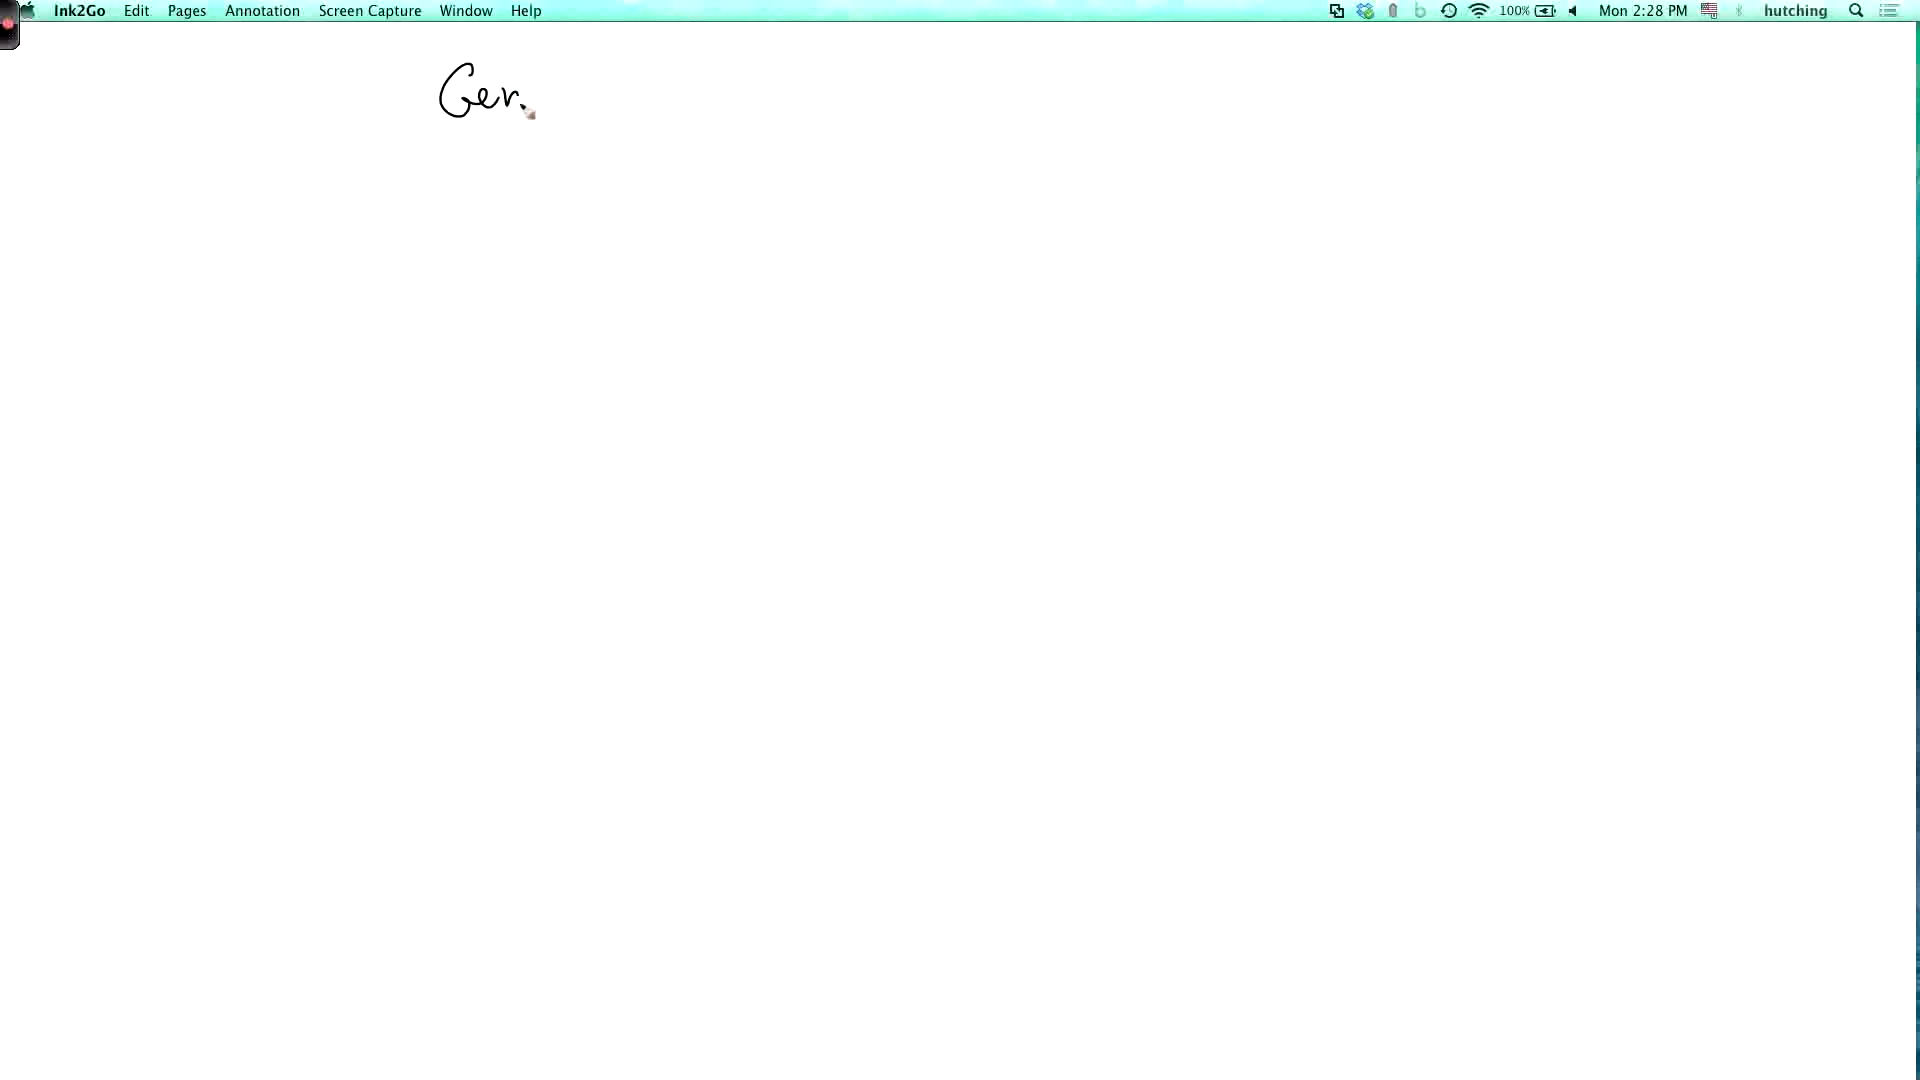 Ink2Go Edit Pages Annotation Screen Capture Window Help 100% Mon 2:28 PM hutching
Ger